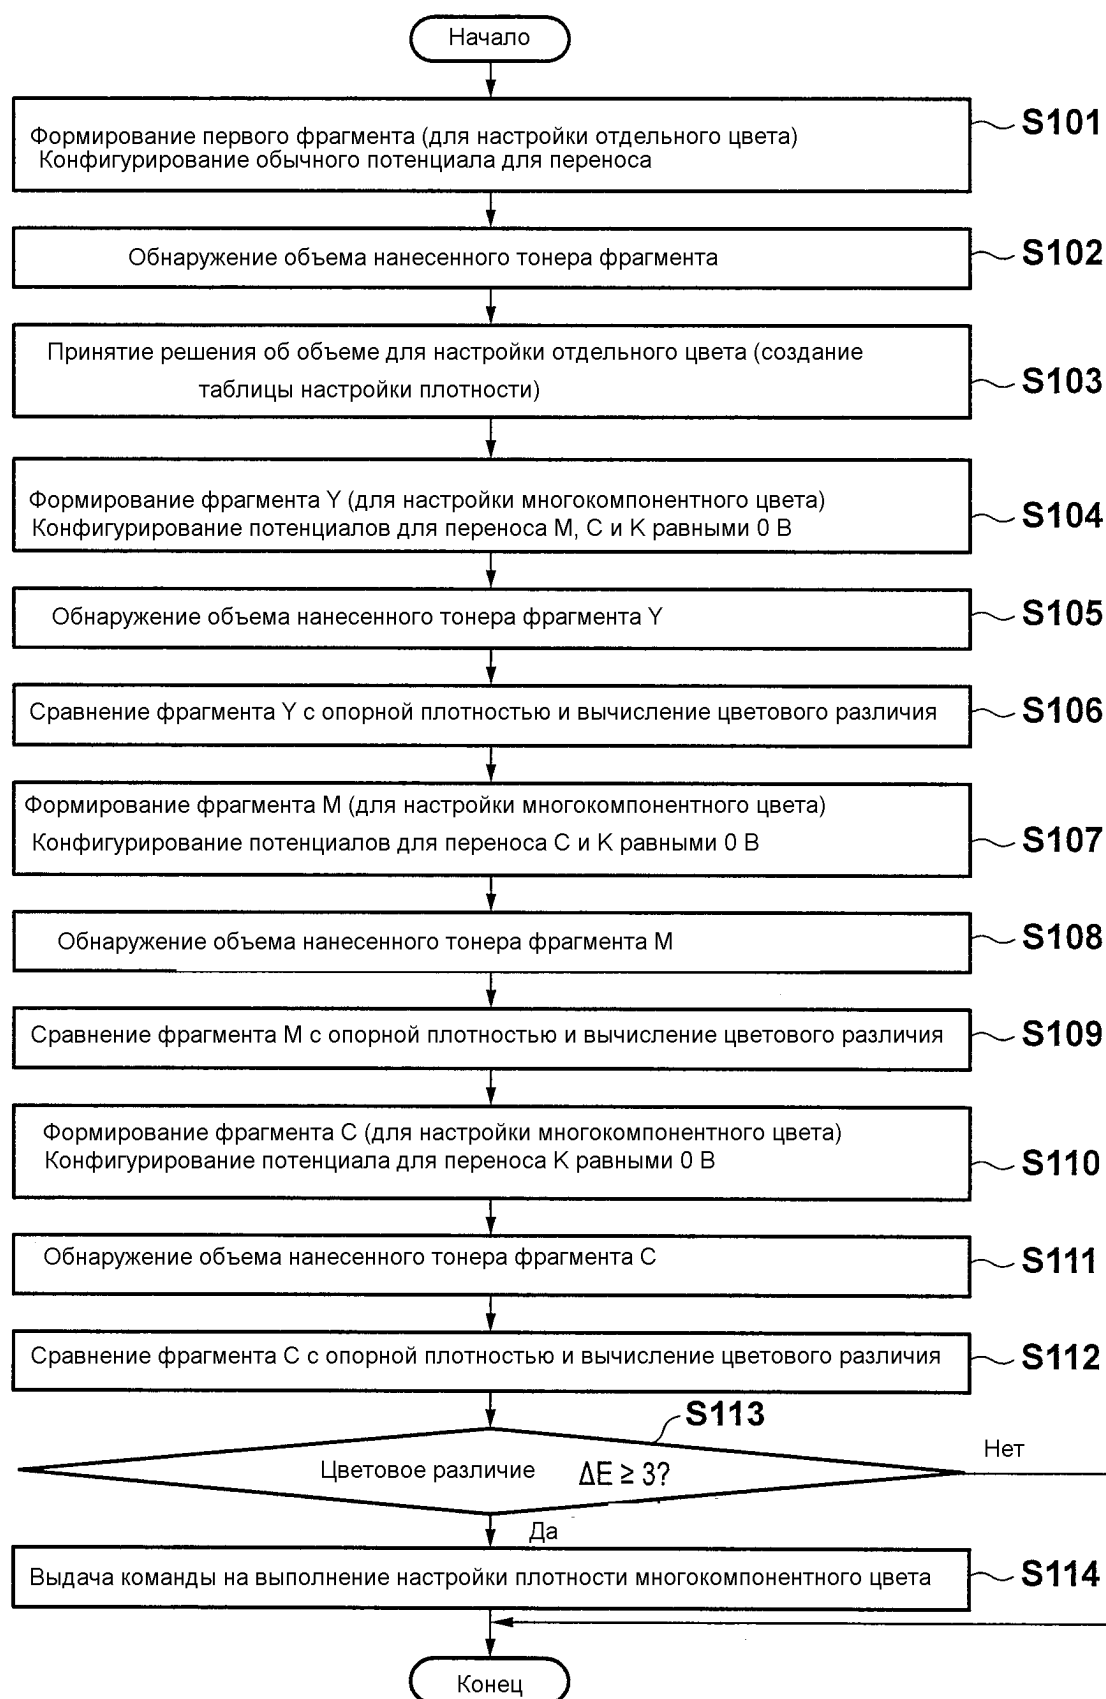 Начало
Формирование первого фрагмента (для настройки отдельного цвета)
Конфигурирование обычного потенциала для переноса
S101
Обнаружение объема нанесенного тонера фрагмента
S102
Принятие решения об объеме для настройки отдельного цвета (создание
таблицы настройки плотности)
S103
Формирование фрагмента Y (для настройки многокомпонентного цвета)
Конфигурирование потенциалов для переноса M, C и K равными 0 В
S104
Обнаружение объема нанесенного тонера фрагмента Y
S105
Сравнение фрагмента Y с опорной плотностью и вычисление цветового различия
S106
Формирование фрагмента M (для настройки многокомпонентного цвета)
Конфигурирование потенциалов для переноса C и K равными 0 В
S107
Обнаружение объема нанесенного тонера фрагмента M
S108
Сравнение фрагмента M с опорной плотностью и вычисление цветового различия
S109
Формирование фрагмента C (для настройки многокомпонентного цвета)
Конфигурирование потенциала для переноса K равными 0 В
S110
Обнаружение объема нанесенного тонера фрагмента C
S111
Сравнение фрагмента C с опорной плотностью и вычисление цветового различия
S112
S113
Цветовое различие ΔE ≥ 3?
Нет
Да
Выдача команды на выполнение настройки плотности многокомпонентного цвета
S114
Конец